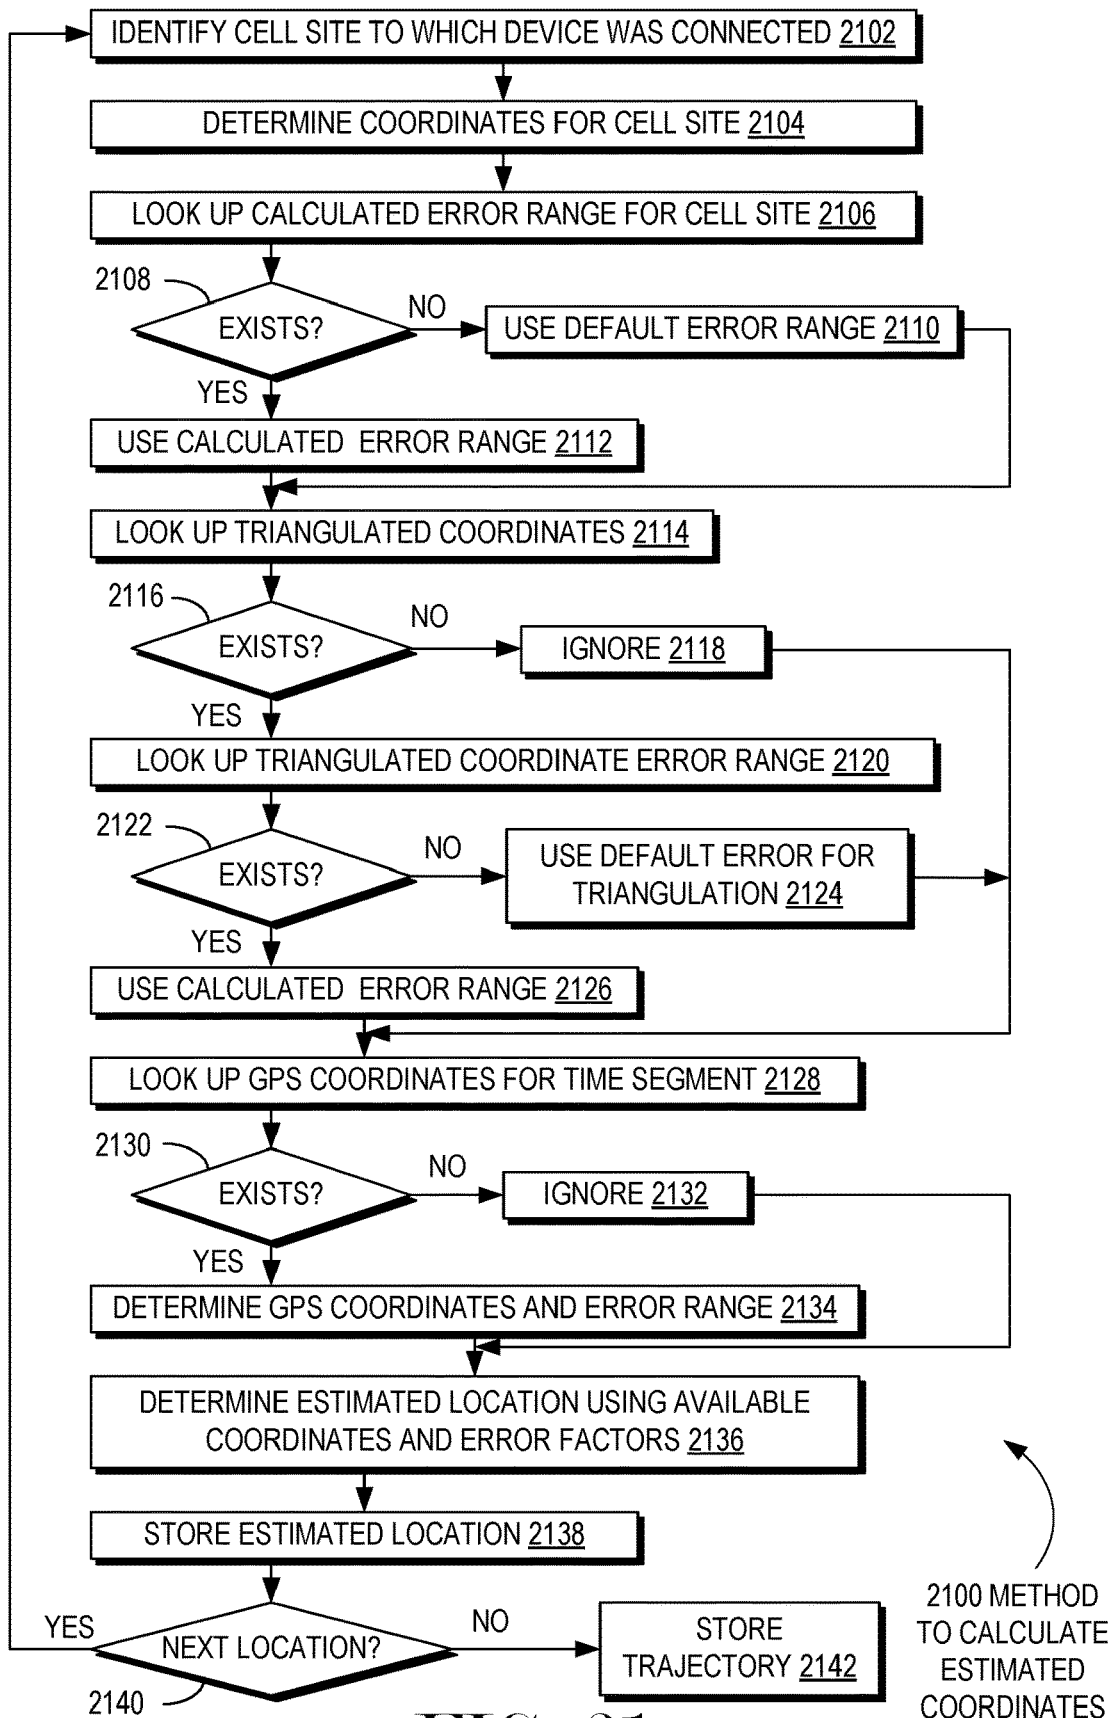 IDENTIFY CELL SITE TO WHICH DEVICE WAS CONNECTED 2102
DETERMINE COORDINATES FOR CELL SITE 2104
LOOK UP CALCULATED ERROR RANGE FOR CELL SITE 2106
2108
EXISTS?
NO
USE DEFAULT ERROR RANGE 2110
YES
USE CALCULATED ERROR RANGE 2112
LOOK UP TRIANGULATED COORDINATES 2114
2116
EXISTS?
NO
IGNORE 2118
YES
LOOK UP TRIANGULATED COORDINATE ERROR RANGE 2120
2122
EXISTS?
NO
USE DEFAULT ERROR FOR
TRIANGULATION 2124
YES
USE CALCULATED ERROR RANGE 2126
LOOK UP GPS COORDINATES FOR TIME SEGMENT 2128
2130
EXISTS?
NO
IGNORE 2132
YES
DETERMINE GPS COORDINATES AND ERROR RANGE 2134
DETERMINE ESTIMATED LOCATION USING AVAILABLE
COORDINATES AND ERROR FACTORS 2136
STORE ESTIMATED LOCATION 2138
YES
NEXT LOCATION?
2140
NO
STORE
TRAJECTORY 2142
2100 METHOD
TO CALCULATE
ESTIMATED
COORDINATES